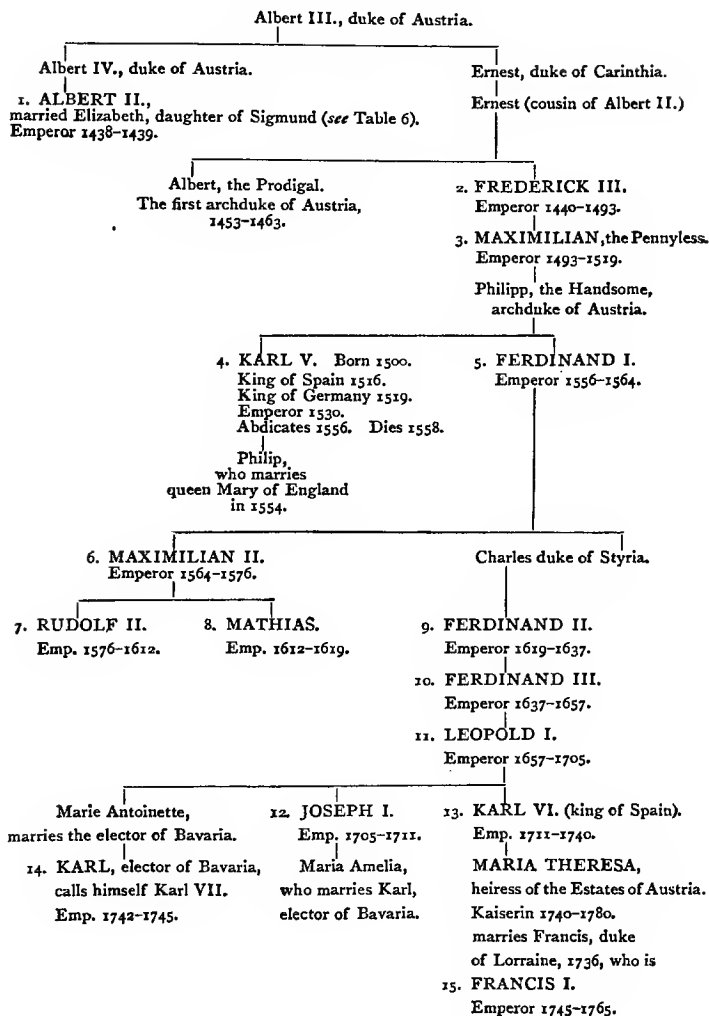 Albert III., duke of Austria.
Albert IV., duke of Austria.
Ernest, duke of Carinthia.
1. ALBERT II.,
married Elizabeth, daughter of Sigmund (see Table 6).
Emperor 1438–1439.
Ernest (cousin of Albert II.)
Albert, the Prodigal.
The first archduke of Austria,
1453–1463.
2. FREDERICK III.
Emperor 1440–1493.
3. MAXIMILIAN, the Pennyless.
Emperor 1493–1519.
Philipp, the Handsome,
archduke of Austria.
4. KARL V. Born 1500.
King of Spain 1516.
King of Germany 1519.
Emperor 1530.
Abdicates 1556. Dies 1558.
5. FERDINAND I.
Emperor 1556–1564.
Philip,
who marries
queen Mary of England
in 1554.
6. MAXIMILIAN II.
Emperor 1564–1576.
Charles duke of Styria.
7. RUDOLF II.
Emp. 1576–1612.
8. MATHIAS.
Emp. 1612–1619.
9. FERDINAND II.
Emperor 1619–1637.
10. FERDINAND III.
Emperor 1637–1657.
11. LEOPOLD I.
Emperor 1657–1705.
Marie Antoinette,
marries the elector of Bavaria.
14. KARL, elector of Bavaria,
calls himself Karl VII.
Emp. 1742–1745.
12. JOSEPH I.
Emp. 1705–1711.
Maria Amelia,
who marries Karl,
elector of Bavaria.
13. KARL VI. (king of Spain).
Emp. 1711–1740.
MARIA THERESA,
heiress of the Estates of Austria.
Kaiserin 1740–1780.
marries Francis, duke
of Lorraine, 1736, who is
15. FRANCIS I.
Emperor 1745–1765.